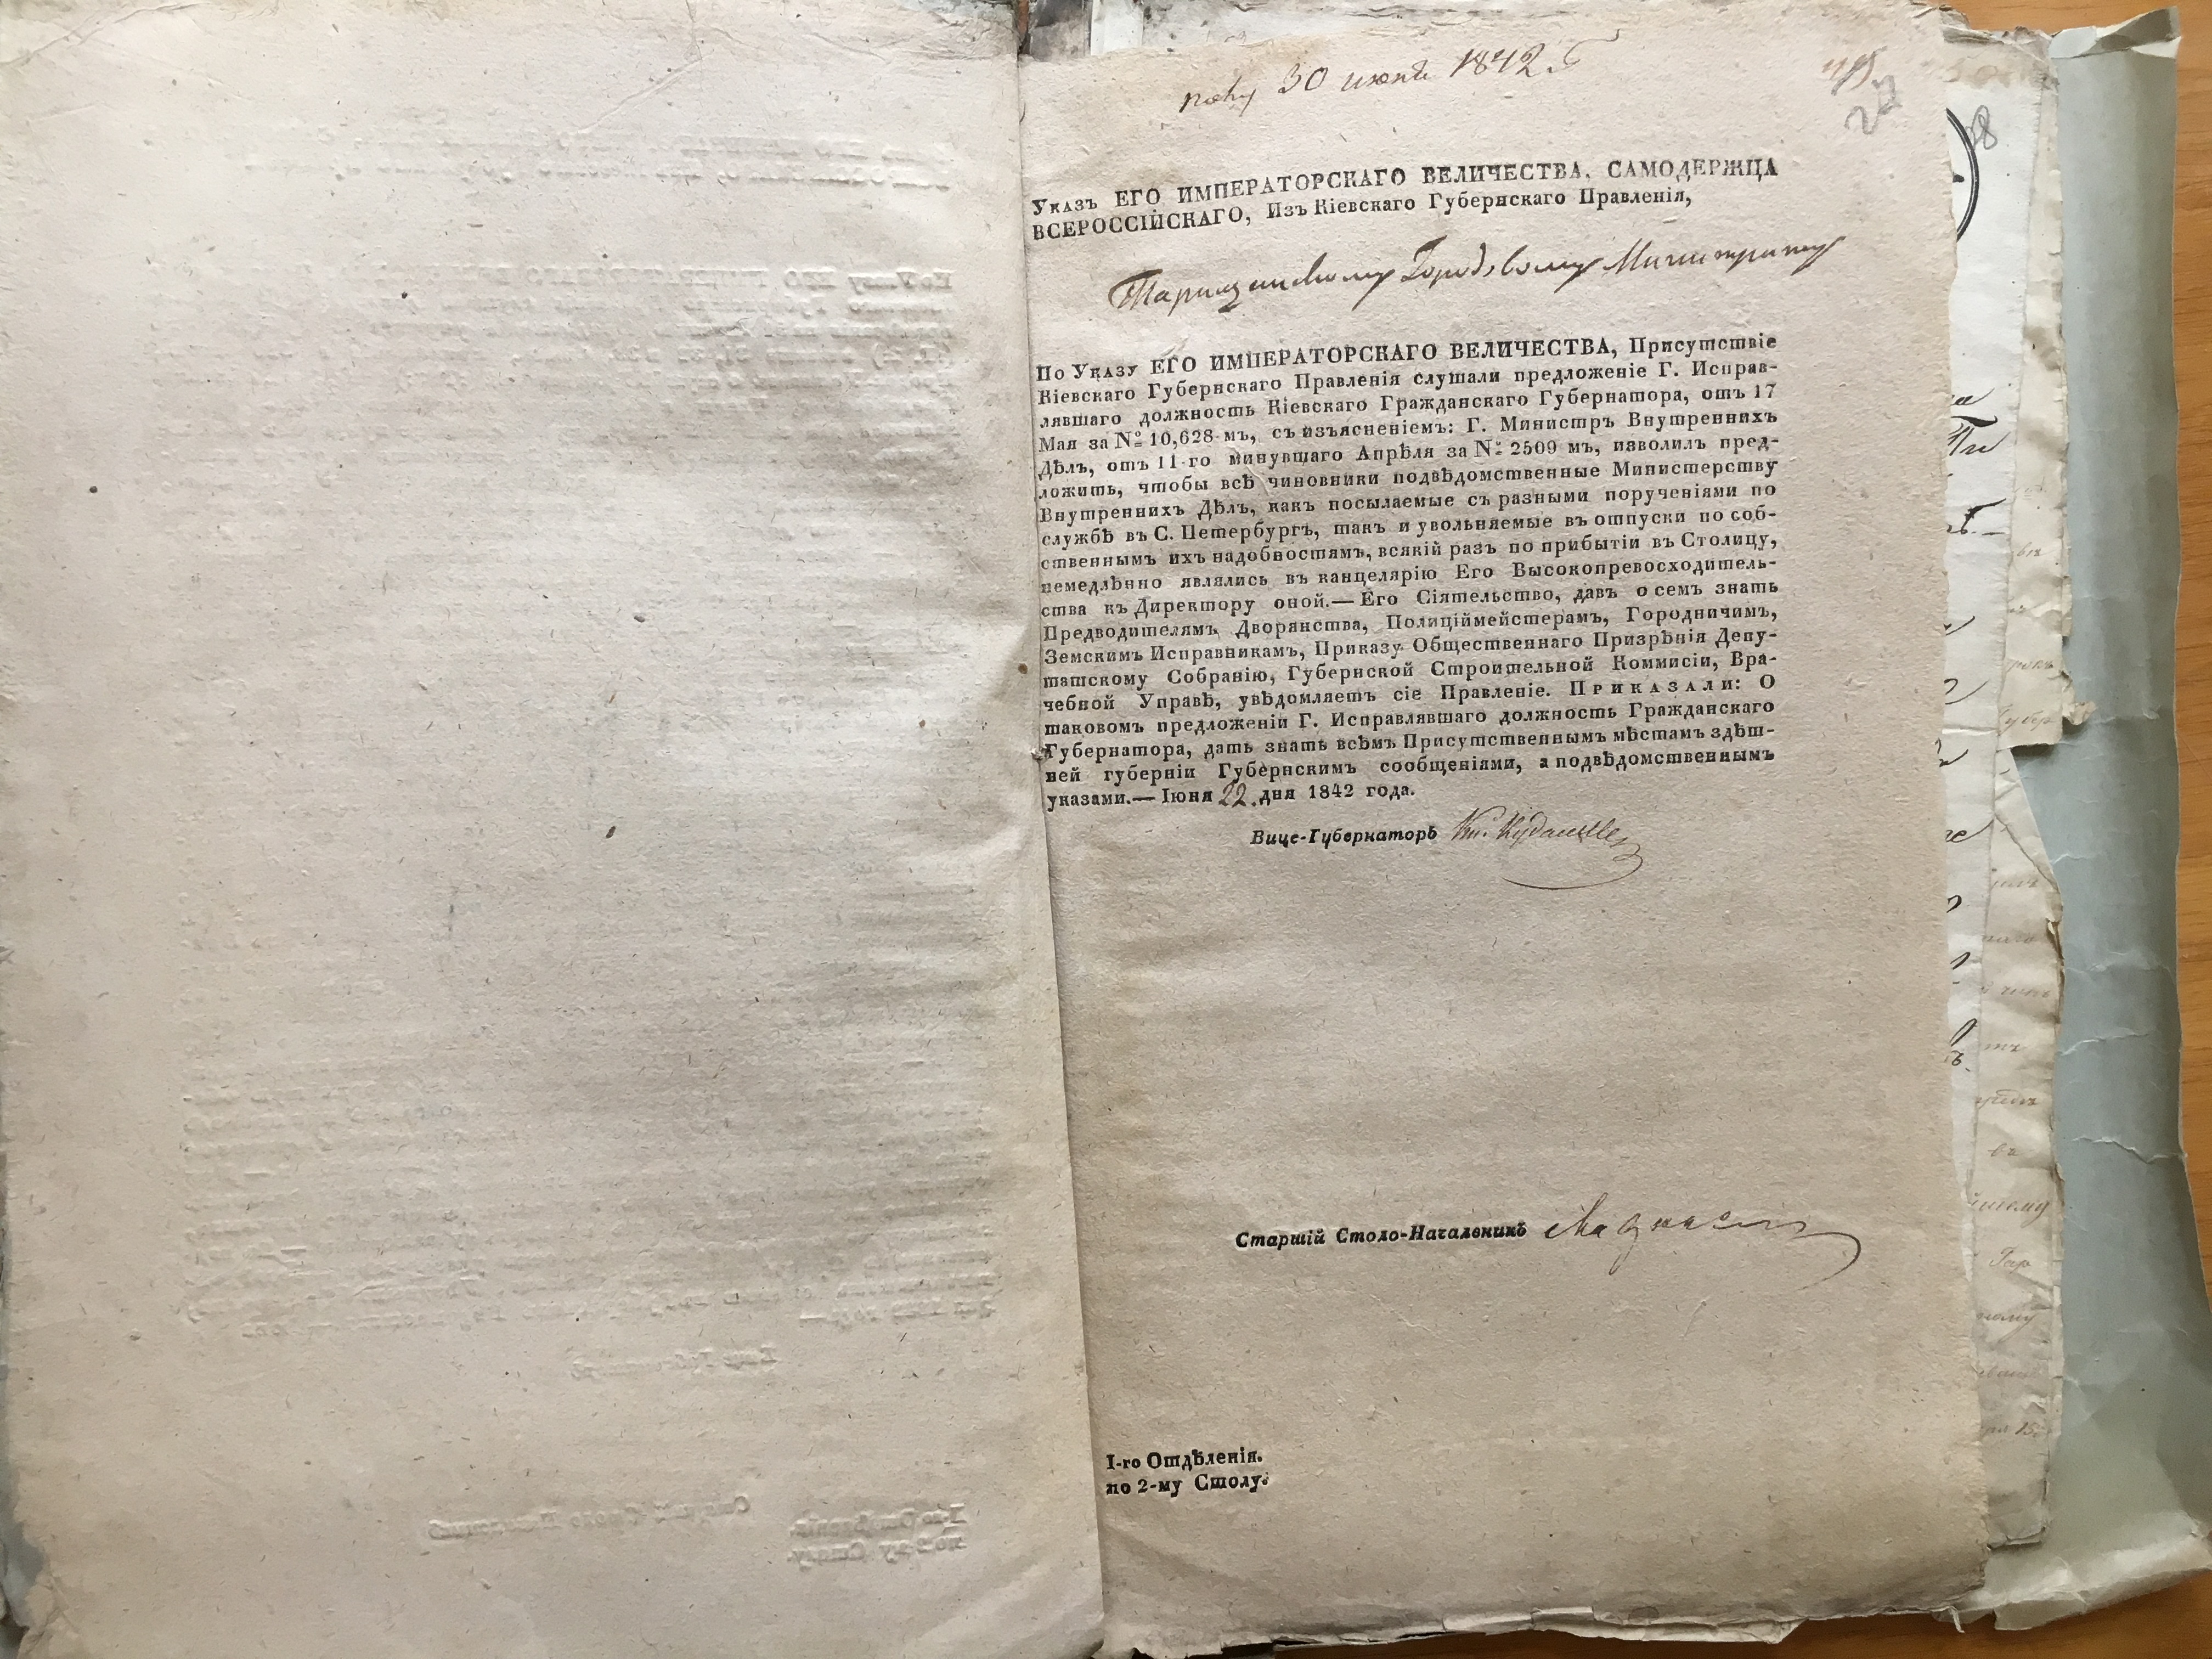 30 июня 1842 г
Указъ ЕГО ИМПЕРАТОРСКАГО ВЕЛИЧЕСТВА, САМОДЕРЖЦА
ВСЕРОССІЙСКАГО, Изъ Кіевскаго Губернскаго Правленія,
Таращанскому Городовому Магистрату
По Указу ЕГО ИМПЕРАТОРСКАГО ВЕЛИЧЕСТВА, Присутствіе
Кіевскаго Губернскаго Правленія слушали предложеніе Г. Исправ-
лявшаго должность Кіевскаго Гражданскаго Губернатора, отъ 17
Мая за № 10,628-мъ, съ изъясненіемъ: Г. Министръ Внутреннихъ
Дѣлъ, отъ 11-го минувшаго Апрѣля за № 2509 мъ, изволилъ пред-
ложить, чтобы всѣ чиновники подвѣдомственные Министерству
Внутреннихъ Дѣлъ, какъ посылаемые съ разными порученіями по
службѣ въ С. Петербургъ, такъ и увольняемые въ отпуски по соб-
ственнымъ ихъ надобностямъ, всякій разъ по прибытіи въ Столицу,
немедлѣнно являлись въ канцелярію Его Высокопревосходитель-
ства къ Директору оной.— Его Сіятельство, давъ о семъ знать
Предводителямъ Дворянства, Полиціймейстерамъ, Городничимъ,
Земскимъ Исправникамъ, Приказу Общественнаго Призрѣнія Депу-
татскому Собранію, Губернской Строительной Коммисіи, Вра-
чебной Управѣ, увѣдомляетъ сіе Правленіе. Приказали: О
таковомъ предложеніи Г. Исправлявшаго должность Гражданскаго
Губернатора, дать знать всѣмъ Присутственнымъ мѣстамъ здѣш-
ней губерніи Губернскимъ сообщеніями, а подвѣдомственнымъ
указами.— Іюня 22 дня 1842 года.
Вице-Губернаторъ Кн. Кудашевъ
Старшій Столо-Начальникъ
1-го Отдѣленія.
по 2-му Столу.